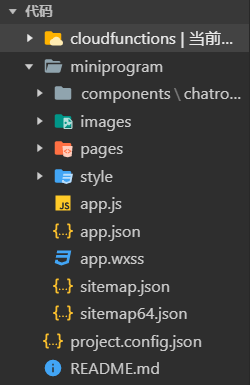 代码
cloudfunctions | 当前...
miniprogram
components \ chatro...
images
pages
style
app.js
app.json
app.wxss
sitemap.json
sitemap64.json
project.config.json
README.md